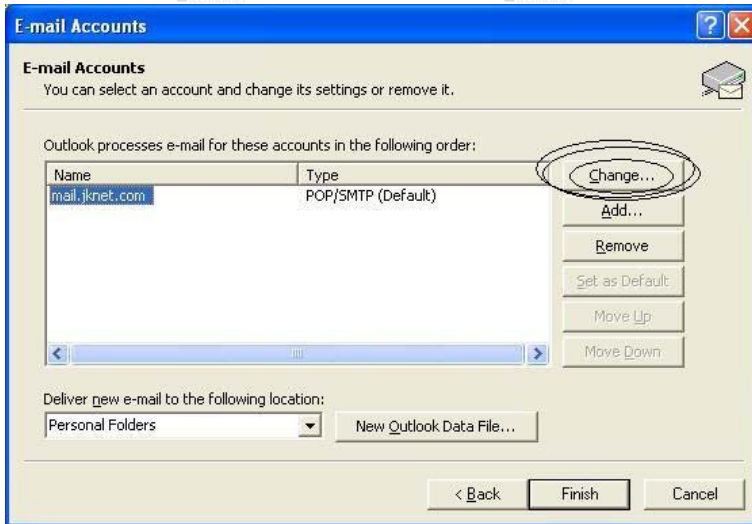 E-mail Accounts
E-mail Accounts
You can select an account and change its settings or remove it.
Outlook processes e-mail for these accounts in the following order:
Name Type
mail.jknet.com POP/SMTP (Default)
Change...
Add...
Remove
Set as Default
Move Up
Move Down
Deliver new e-mail to the following location:
Personal Folders New Outlook Data File...
< Back Finish Cancel